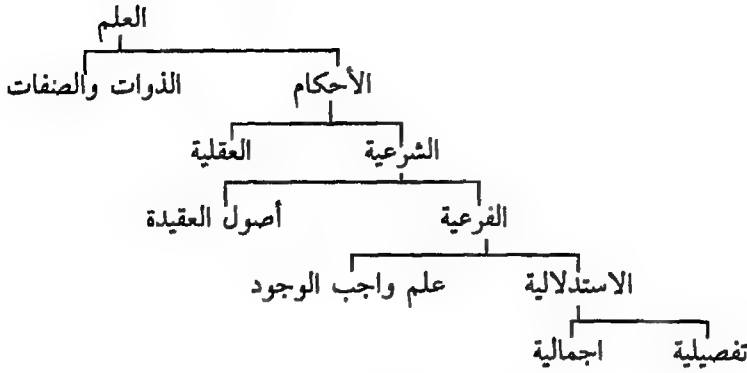 العلم
الأحكام الذوات والصفات
الشرعية العقلية
الفرعية أصول العقيدة
الاستدلالية علم واجب الوجود
تفصيلية اجمالية